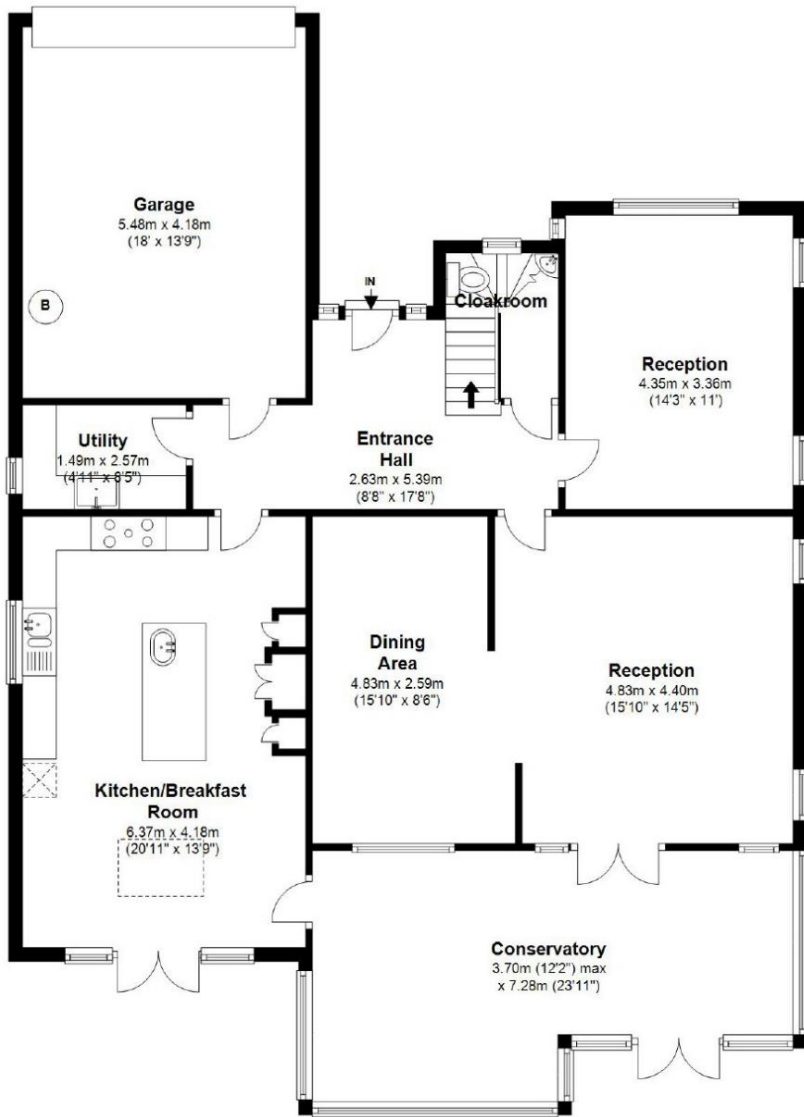 Garage
5.48m x 4.18m
(18' x 13'9")
B
IN
Cloakroom
Reception
4.35m x 3.36m
(14'3" x 11')
Utility
1.49m x 2.57m
(4'11" x 8'5")
Entrance
Hall
2.63m x 5.39m
(8'8" x 17'8")
Dining
Area
4.83m x 2.59m
(15'10" x 8'6")
Reception
4.83m x 4.40m
(15'10" x 14'5")
Kitchen/Breakfast
Room
6.37m x 4.18m
(20'11" x 13'9")
Conservatory
3.70m (12'2") max
x 7.28m (23'11")